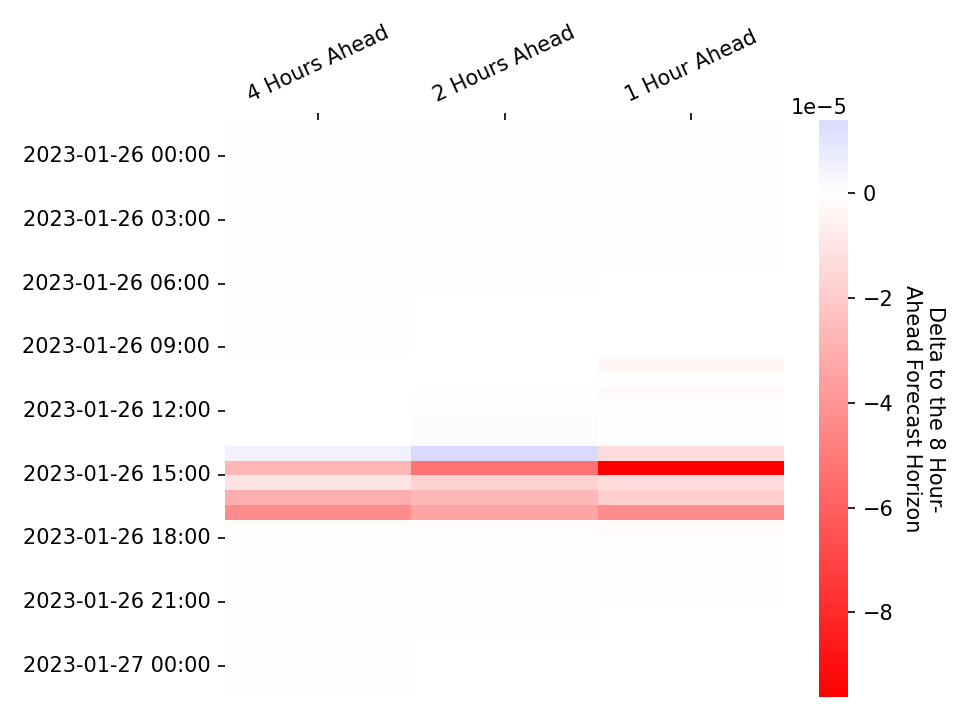 4 Hours Ahead
2 Hours Ahead
1 Hour Ahead
1e−5
2023-01-26 00:00
2023-01-26 03:00
2023-01-26 06:00
2023-01-26 09:00
2023-01-26 12:00
2023-01-26 15:00
2023-01-26 18:00
2023-01-26 21:00
2023-01-27 00:00
0
−2
−4
−6
−8
Delta to the 8 Hour-
Ahead Forecast Horizon